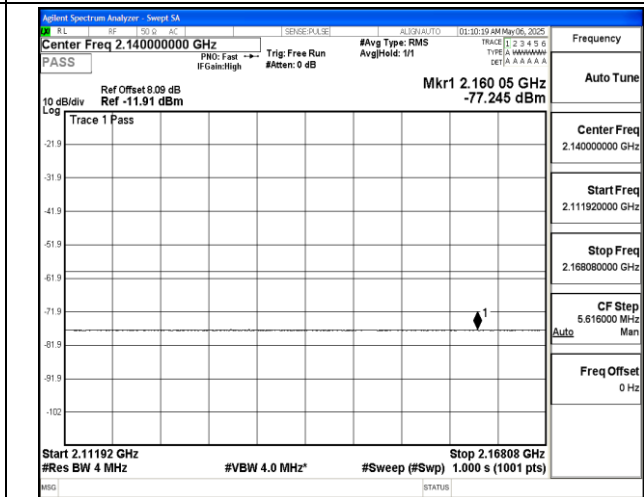 Agilent Spectrum Analyzer - Swept SA
RL RF 50 Ω AC SENSE:PULSE ALIGN AUTO 01:10:19 AM May 06, 2025
Center Freq 2.140000000 GHz
PNO: Fast
IFGain:High
Trig: Free Run
#Atten: 0 dB
#Avg Type: RMS
Avg|Hold: 1/1
TRACE 1 2 3 4 5 6
TYPE A WWWWW
DET A A A A A A
PASS
Mkr1 2.160 05 GHz
-77.245 dBm
Ref Offset 8.09 dB
Ref -11.91 dBm
10 dB/div
Log
Trace 1 Pass
-21.9
-31.9
-41.9
-51.9
-61.9
-71.9
1
-81.9
-91.9
-102
Start 2.11192 GHz
Stop 2.16808 GHz
#Res BW 4 MHz
#VBW 4.0 MHz*
#Sweep (#Swp) 1.000 s (1001 pts)
MSG
STATUS
Frequency
Auto Tune
Center Freq
2.140000000 GHz
Start Freq
2.111920000 GHz
Stop Freq
2.168080000 GHz
CF Step
5.616000 MHz
Auto Man
Freq Offset
0 Hz